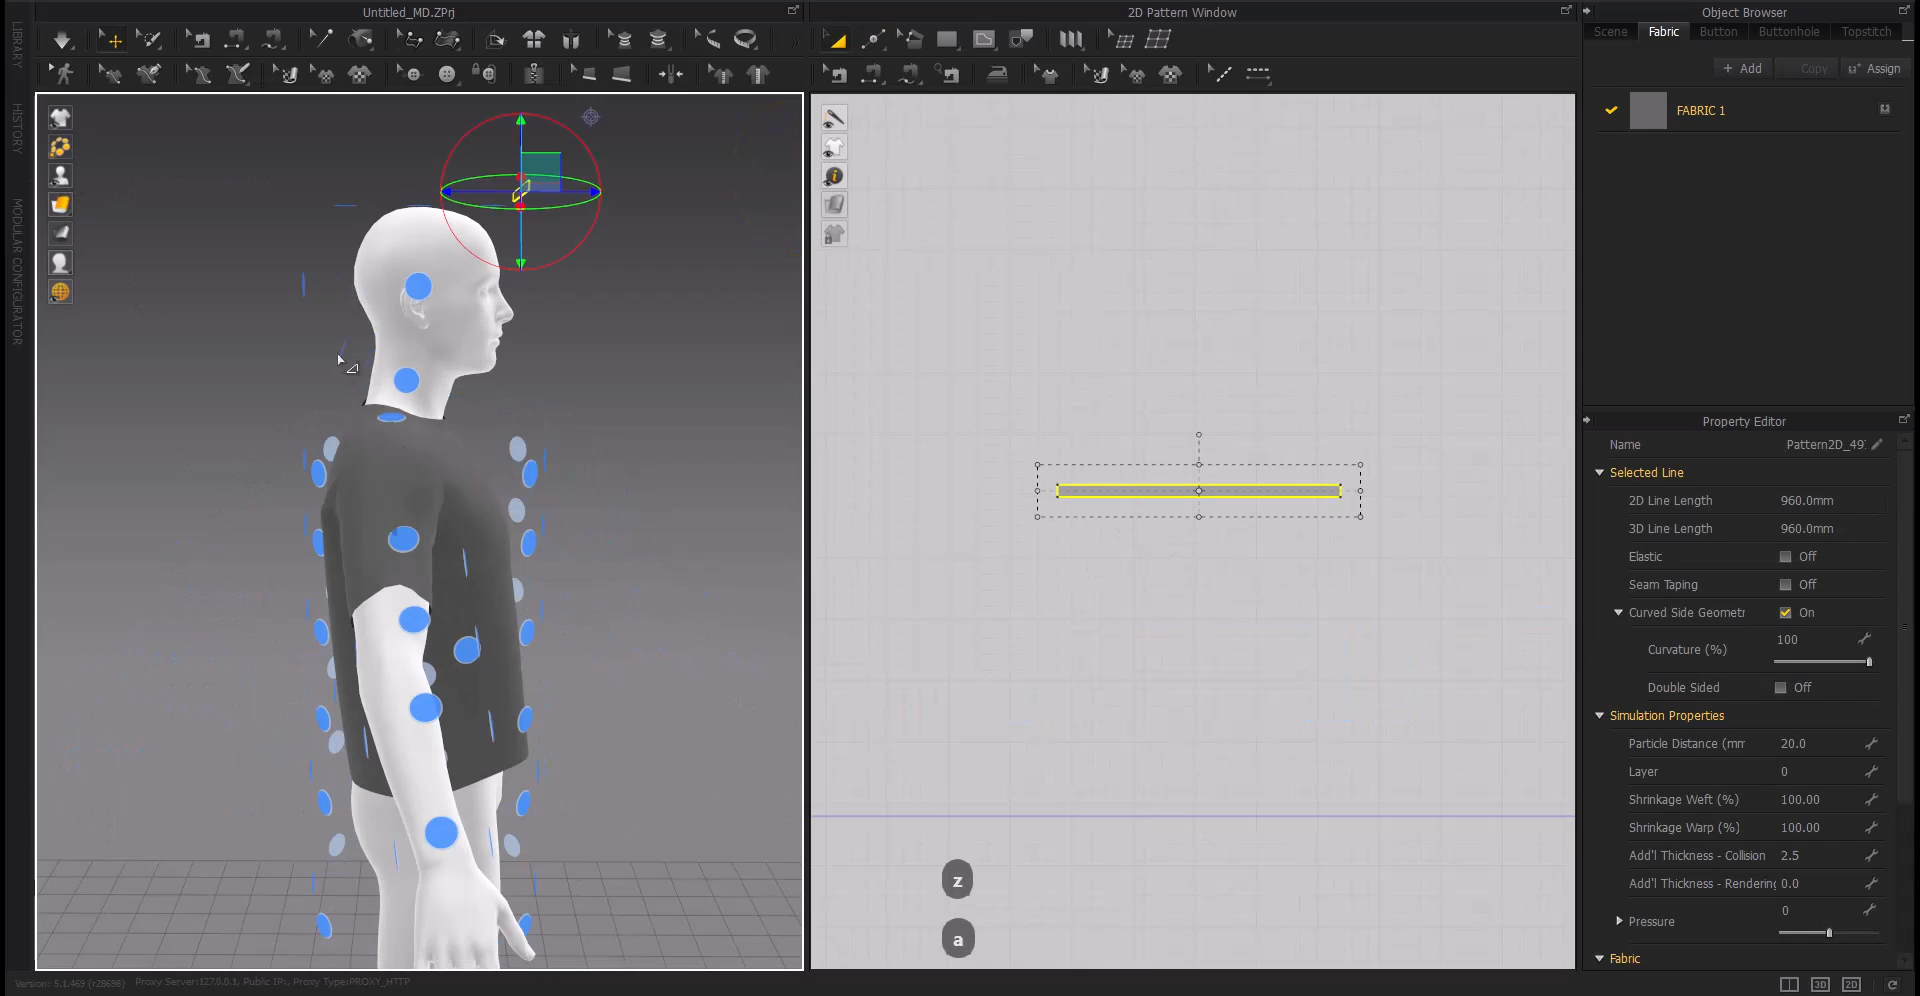 Untitled_MD.ZPrj
2D Pattern Window
Object Browser
LIBRARY
HISTORY
MODULAR CONFIGURATOR
Scene
Fabric
Button
Buttonhole
Topstitch
+ Add
Copy
Assign
FABRIC 1
Property Editor
Name
Pattern2D_49
Selected Line
2D Line Length
960.0mm
3D Line Length
960.0mm
Elastic
Off
Seam Taping
Off
Curved Side Geometr
On
Curvature (%)
100
Double Sided
Off
Simulation Properties
Particle Distance (mm
20.0
Layer
0
Shrinkage Weft (%)
100.00
Shrinkage Warp (%)
100.00
Add'l Thickness - Collision
2.5
Add'l Thickness - Rendering
0.0
Pressure
0
Fabric
z
a
Version: 5.1.469 (r28698)
Proxy Server:127.0.0.1, Public IP:, Proxy Type:PROXY_HTTP
3D
2D